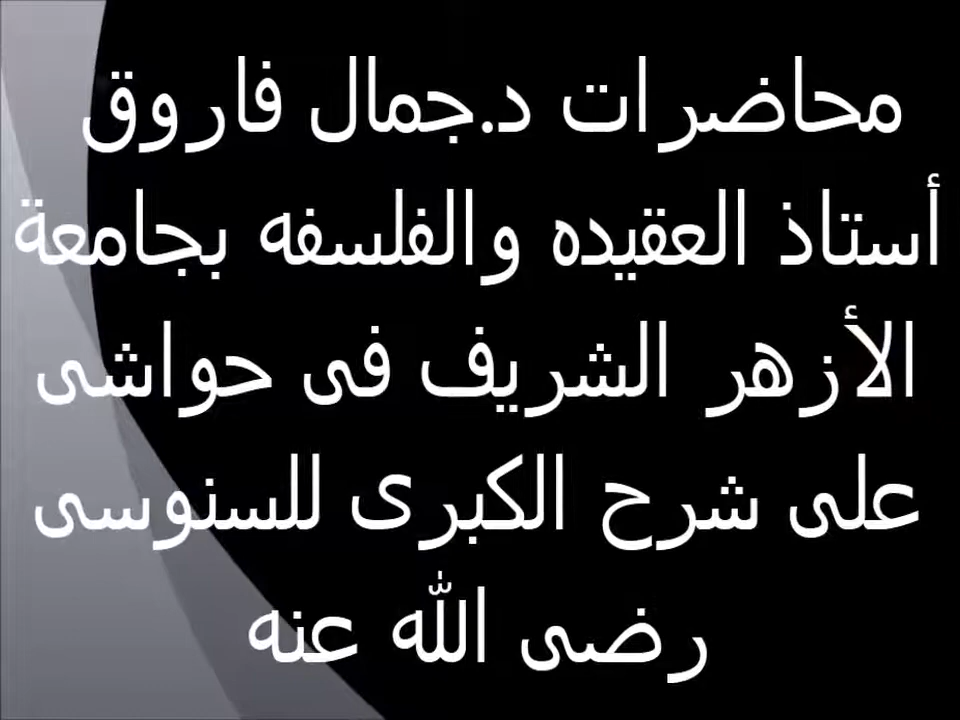 محاضرات د.جمال فاروق
أستاذ العقيده والفلسفه بجامعة
الأزهر الشريف فى حواشى
على شرح الكبرى للسنوسى
رضى الله عنه